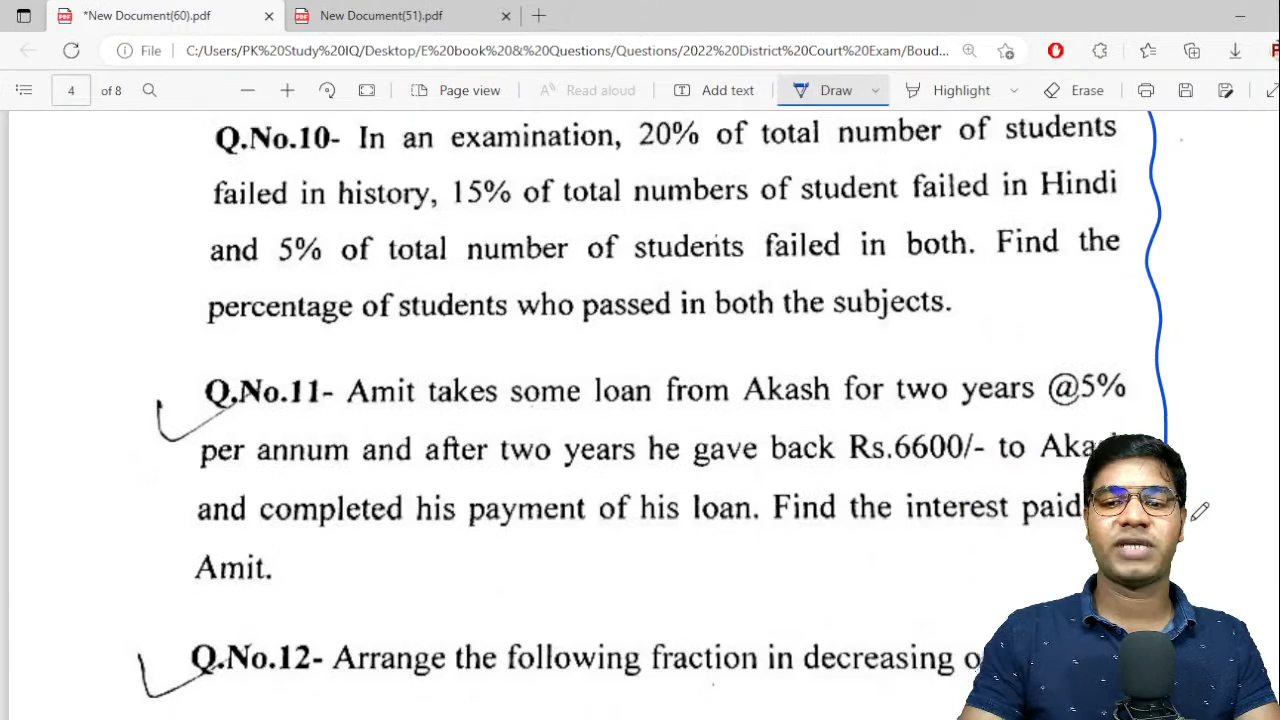 *New Document(60).pdf
New Document(51).pdf
File C:/Users/PK%20Study%20IQ/Desktop/E%20book%20&%20Questions/Questions/2022%20District%20Court%20Exam/Boud...
4 of 8 Page view Read aloud Add text Draw Highlight Erase
Q.No.10- In an examination, 20% of total number of students
failed in history, 15% of total numbers of student failed in Hindi
and 5% of total number of students failed in both. Find the
percentage of students who passed in both the subjects.
Q.No.11- Amit takes some loan from Akash for two years @5%
per annum and after two years he gave back Rs.6600/- to
and completed his payment of his loan. Find the interest paid
Amit.
Q.No.12- Arrange the following fraction in decreasing